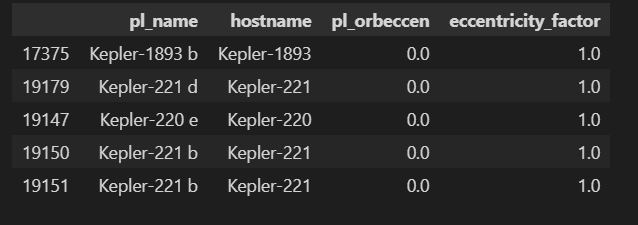 pl_name hostname pl_orbeccen eccentricity_factor
17375 Kepler-1893 b Kepler-1893 0.0 1.0
19179 Kepler-221 d Kepler-221 0.0 1.0
19147 Kepler-220 e Kepler-220 0.0 1.0
19150 Kepler-221 b Kepler-221 0.0 1.0
19151 Kepler-221 b Kepler-221 0.0 1.0